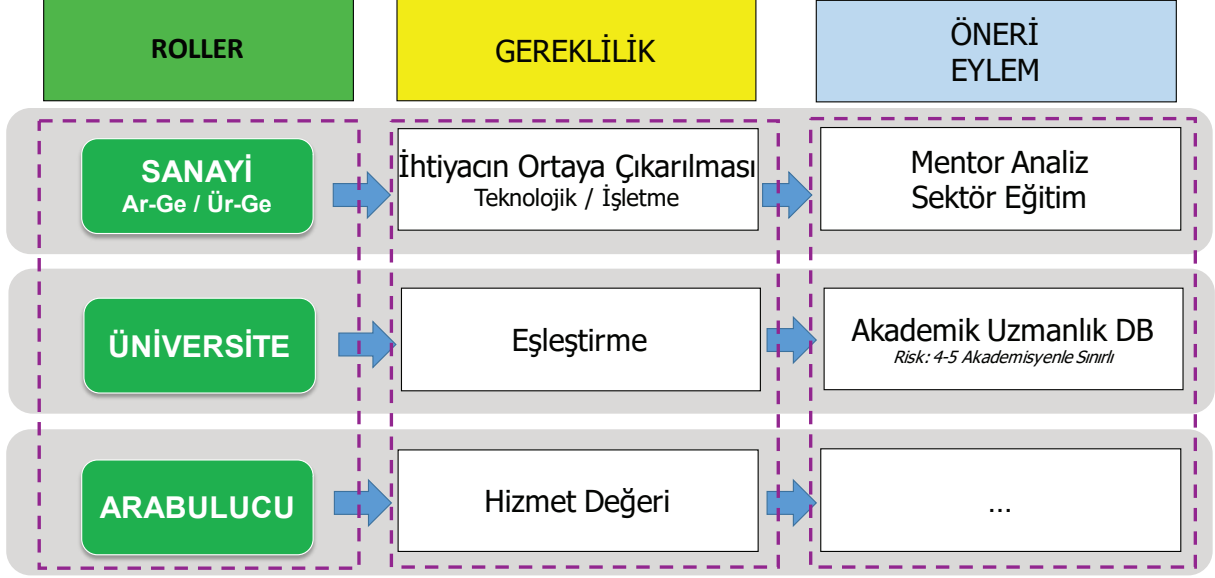 ROLLER
GEREKLİLİK
ÖNERİ
EYLEM
SANAYİ
Ar-Ge / Ür-Ge
İhtiyacın Ortaya Çıkarılması
Teknolojik / İşletme
Mentor Analiz
Sektör Eğitim
ÜNİVERSİTE
Eşleştirme
Akademik Uzmanlık DB
Risk: 4-5 Akademisyenle Sınırlı
ARABULUCU
Hizmet Değeri
...